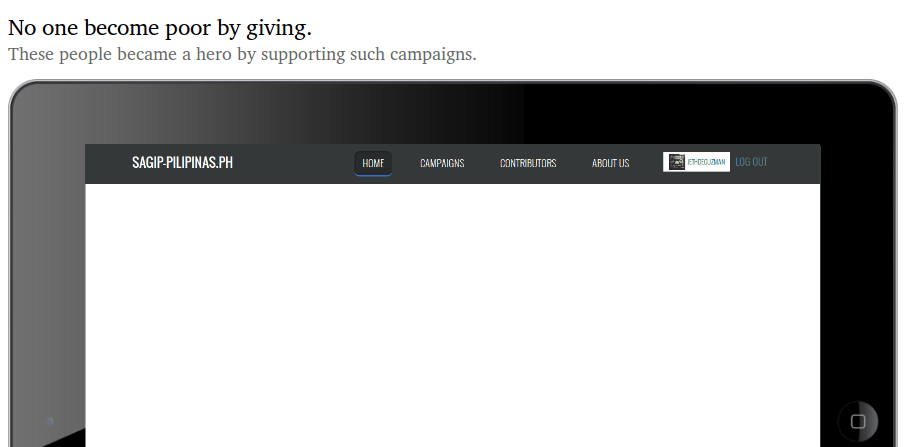 No one become poor by giving.
These people became a hero by supporting such campaigns.
SAGIP-PILIPINAS.PH HOME CAMPAIGNS CONTRIBUTORS ABOUT US JETHDEGUZMAN LOG OUT